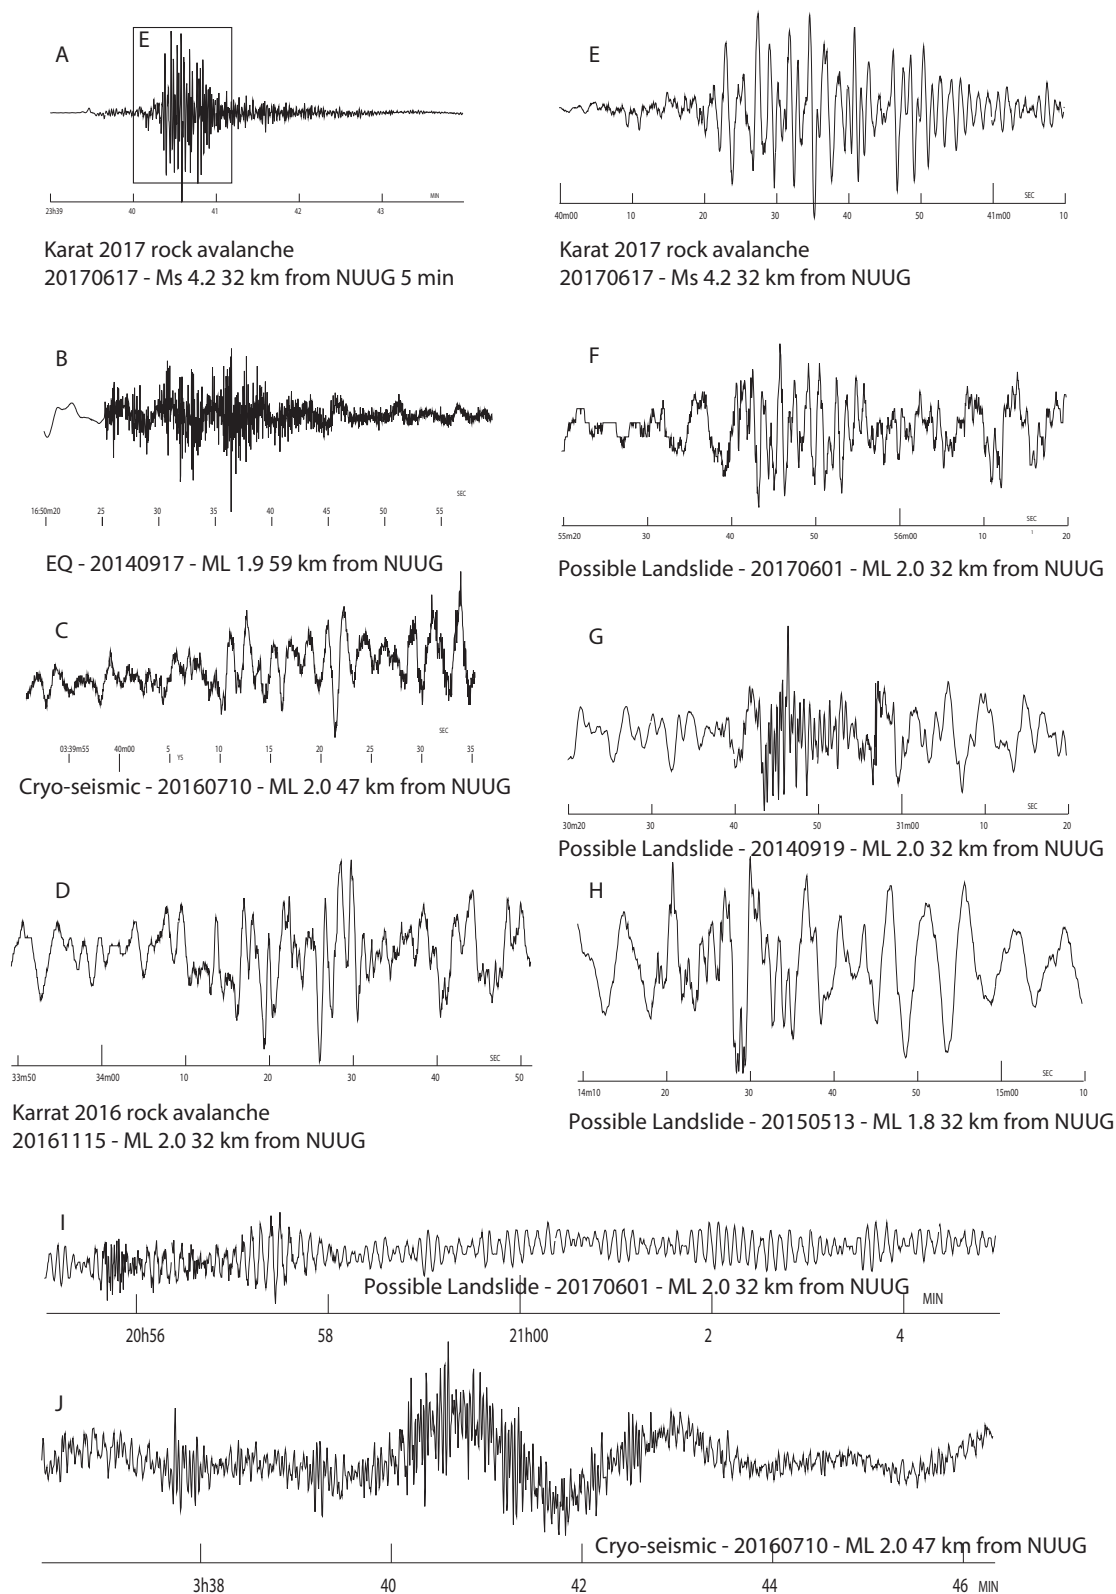 A
E
23h39 40 41 42 43 MIN
Karat 2017 rock avalanche
20170617 - Ms 4.2 32 km from NUUG 5 min
E
40m00 10 20 30 40 50 41m00 10 SEC
Karat 2017 rock avalanche
20170617 - Ms 4.2 32 km from NUUG
B
SEC
16:50m20 25 30 35 40 45 50 55
EQ - 20140917 - ML 1.9 59 km from NUUG
F
SEC
55m20 30 40 50 56m00 10 20
Possible Landslide - 20170601 - ML 2.0 32 km from NUUG
C
SEC
03:39m55 40m00 5 10 15 20 25 30 35
YS
Cryo-seismic - 20160710 - ML 2.0 47 km from NUUG
G
SEC
30m20 30 40 50 31m00 10 20
Possible Landslide - 20140919 - ML 2.0 32 km from NUUG
D
SEC
33m50 34m00 10 20 30 40 50
Karrat 2016 rock avalanche
20161115 - ML 2.0 32 km from NUUG
H
SEC
14m10 20 30 40 50 15m00 10
Possible Landslide - 20150513 - ML 1.8 32 km from NUUG
I
Possible Landslide - 20170601 - ML 2.0 32 km from NUUG
MIN
20h56 58 21h00 2 4
J
Cryo-seismic - 20160710 - ML 2.0 47 km from NUUG
3h38 40 42 44 46 MIN